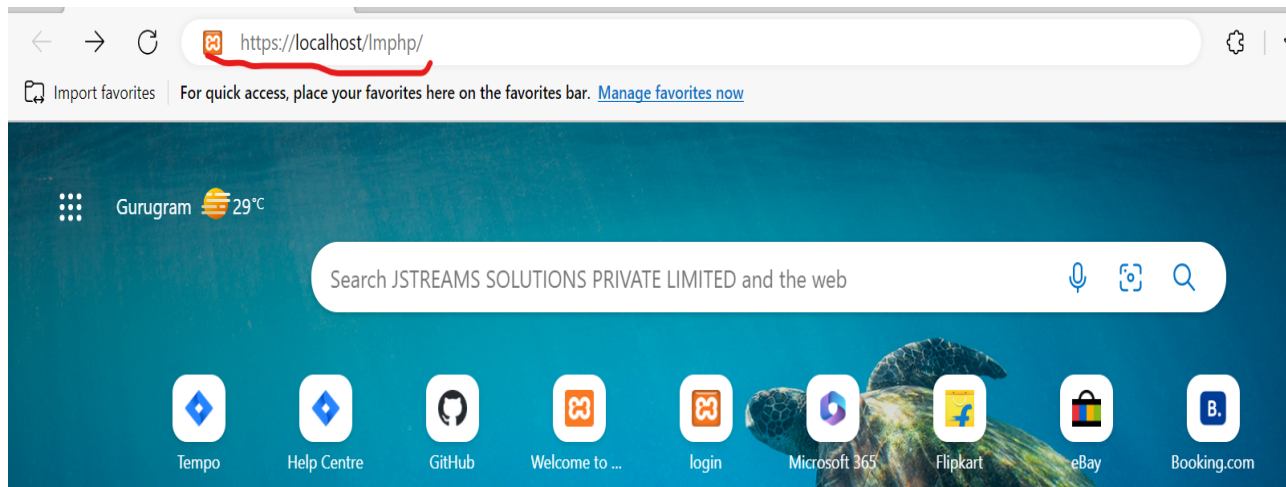 https://localhost/lmphp/
Import favorites For quick access, place your favorites here on the favorites bar. Manage favorites now
Gurugram 29°C
Search JSTREAMS SOLUTIONS PRIVATE LIMITED and the web
Tempo Help Centre GitHub Welcome to ... login Microsoft 365 Flipkart eBay Booking.com